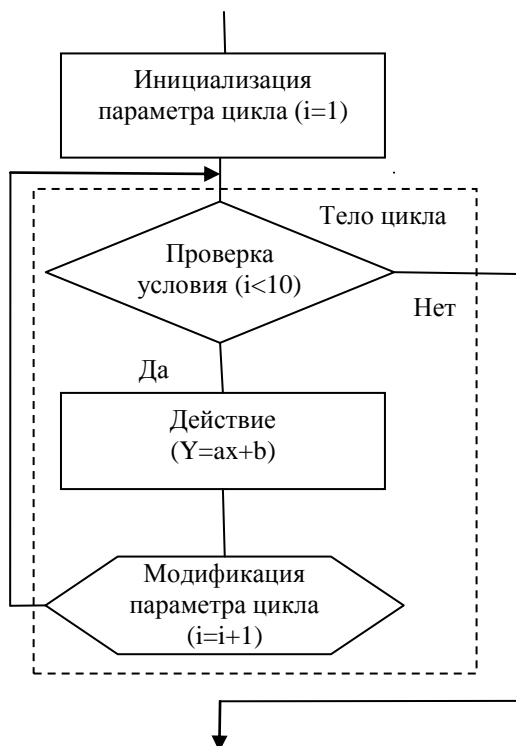 Инициализация
параметра цикла (i=1)
Тело цикла
Проверка
условия (i<10)
Нет
Да
Действие
(Y=ax+b)
Модификация
параметра цикла
(i=i+1)